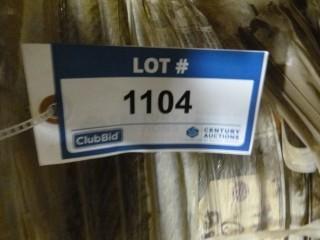 LOT #
1104
ClubBid
CENTURY
AUCTIONS